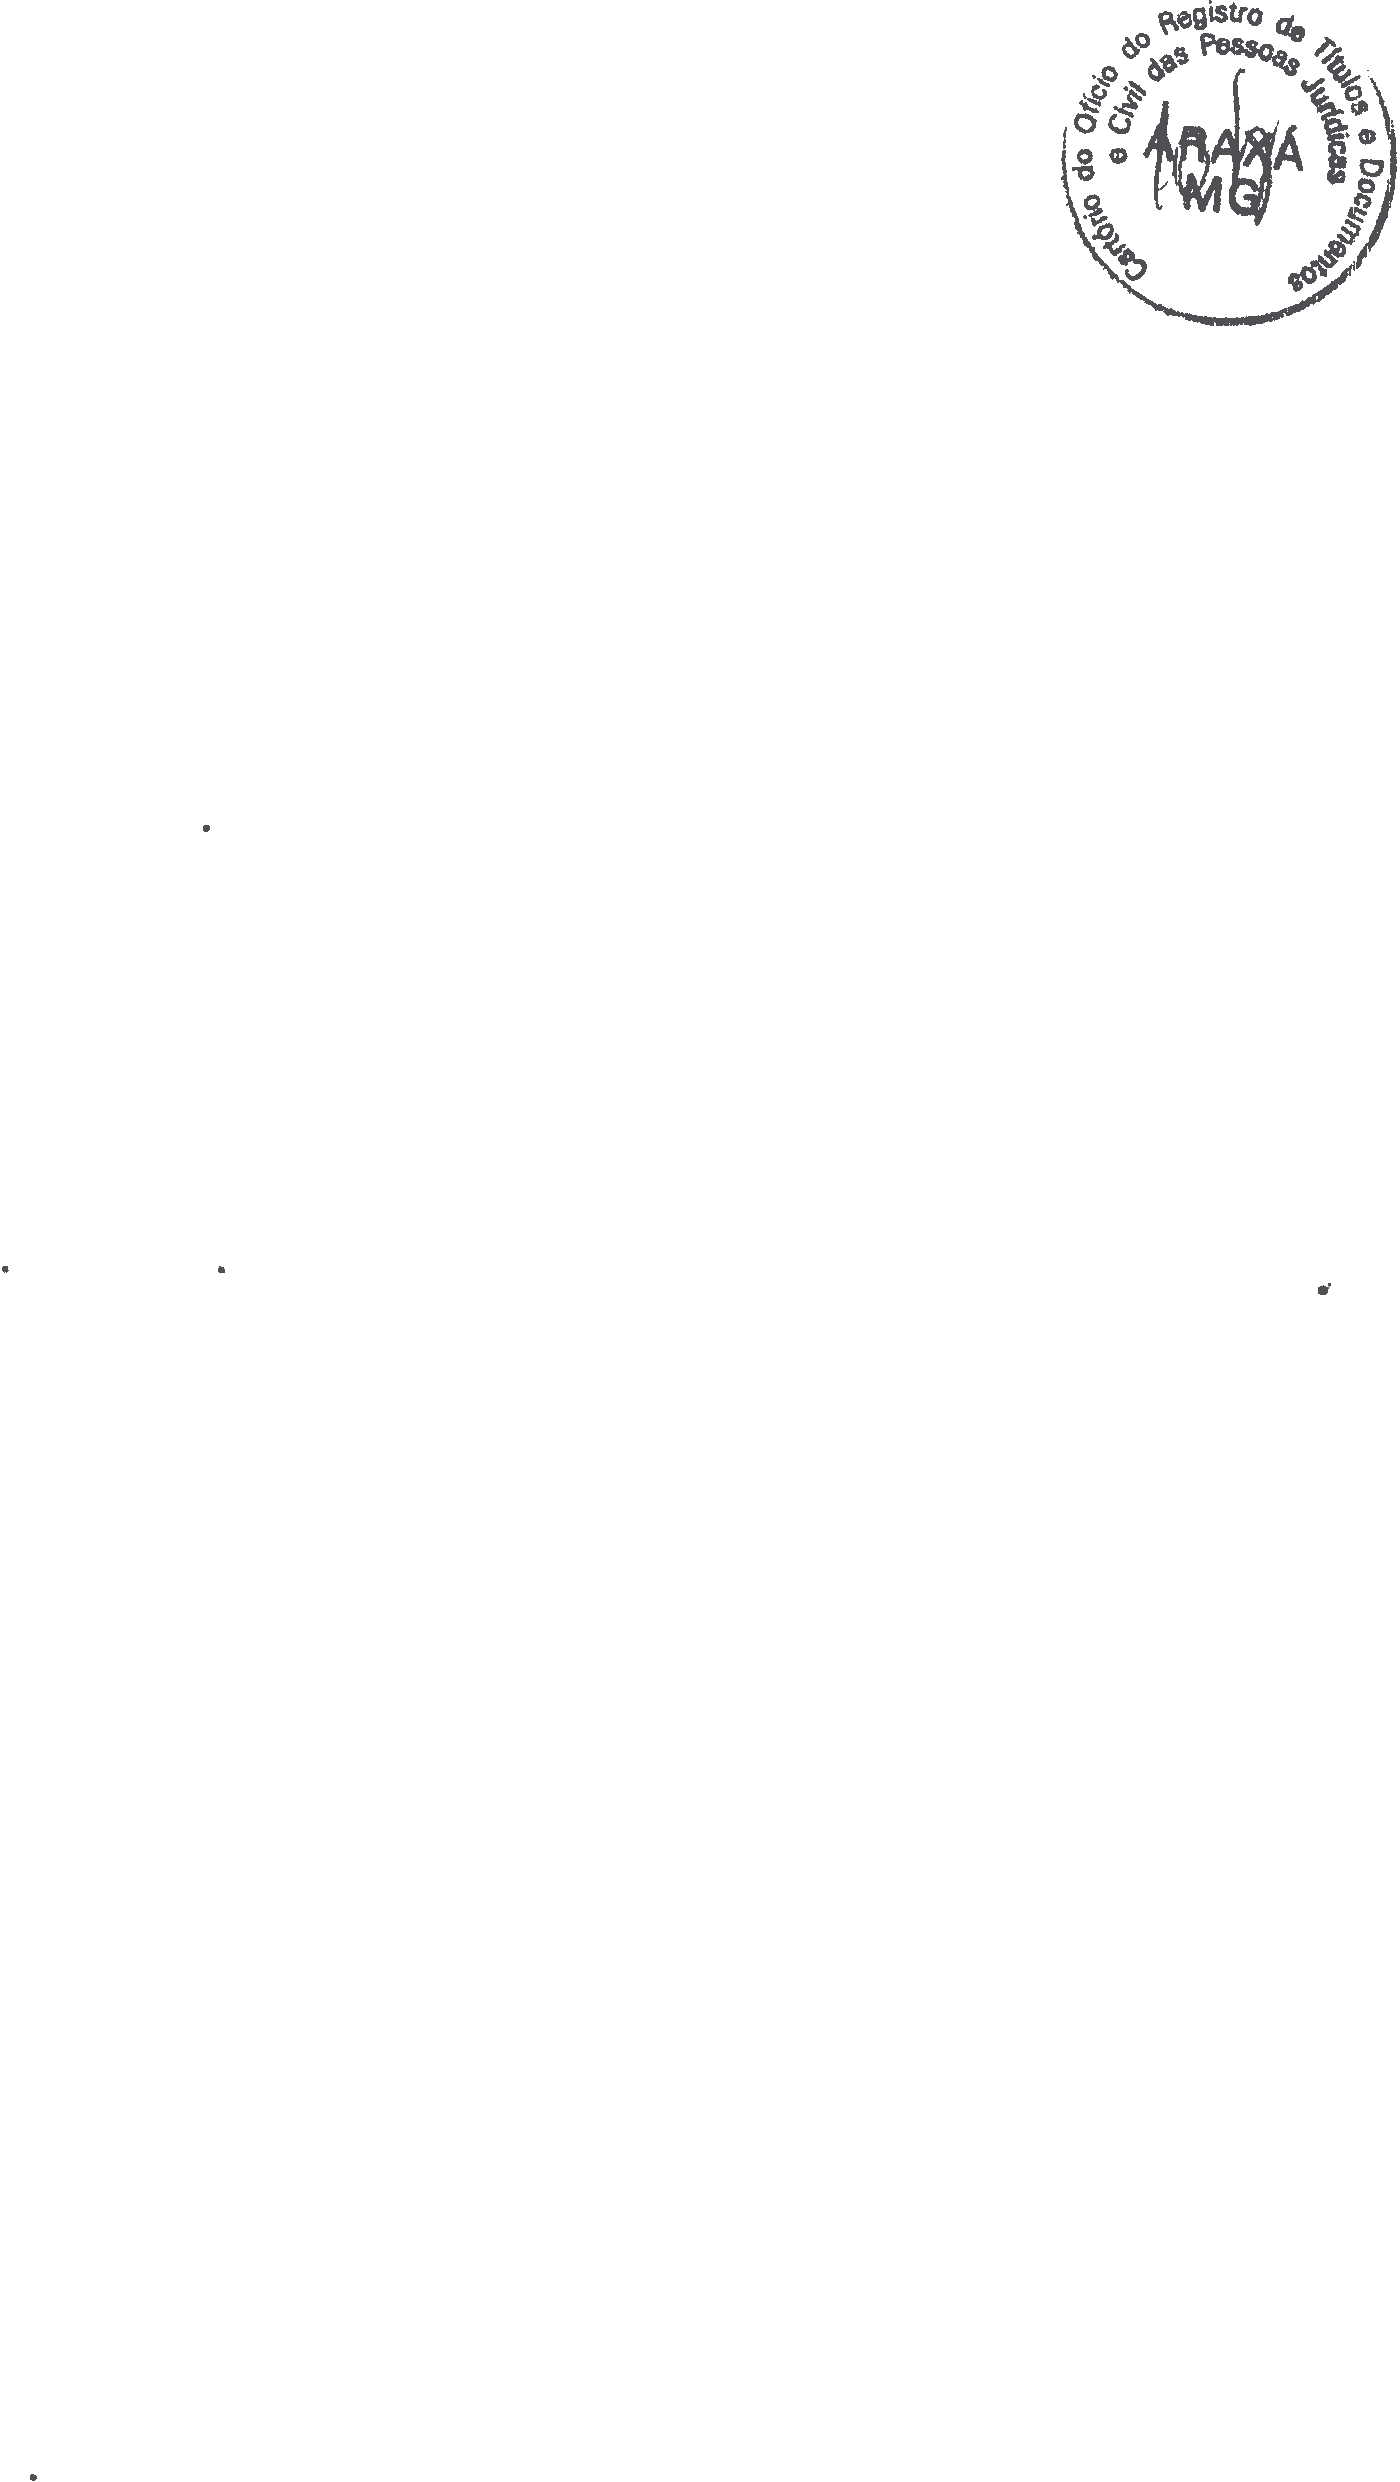 Cartório do Ofício do Registro de Títulos e Documentos
e Civil das Pessoas Jurídicas
ARAXÁ
MG